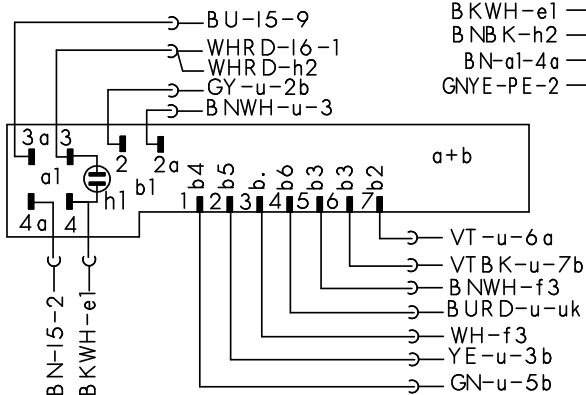 BU-15-9
WHRD-16-1
WHRD-h2
GY-u-2b
BNWH-u-3
BKWH-e1
BNBK-h2
BN-a1-4a
GNYE-PE-2
3a 3
2 2a
a1 h1 b1
a+b
4a 4
b4 b5 b. b6 b3 b3 b2
1 2 3 4 5 6 7
VT-u-6a
VTBK-u-7b
BNWH-f3
BURD-u-uk
WH-f3
YE-u-3b
GN-u-5b
BN-15-2
BKWH-e1